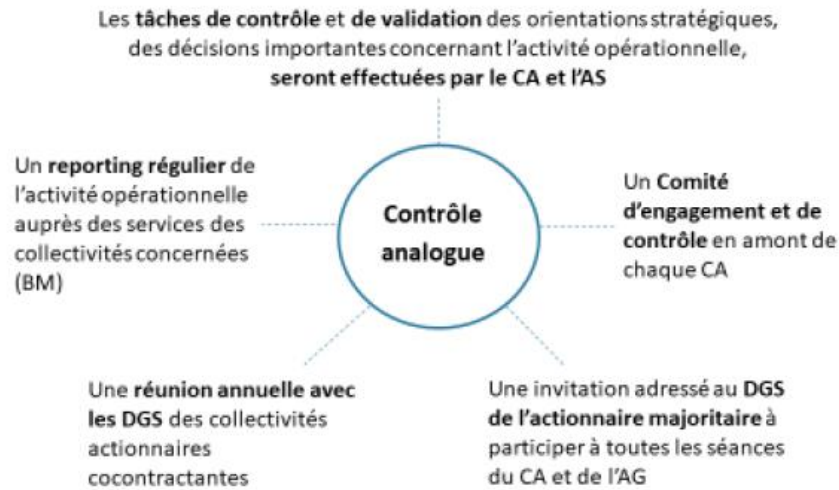 Les tâches de contrôle et de validation des orientations stratégiques,
des décisions importantes concernant l'activité opérationnelle,
seront effectuées par le CA et l'AS
Un reporting régulier de
l'activité opérationnelle
auprès des services des
collectivités concernées
(BM)
Contrôle
analogue
Un Comité
d'engagement et de
contrôle en amont de
chaque CA
Une réunion annuelle avec
les DGS des collectivités
actionnaires
cocontractantes
Une invitation adressé au DGS
de l'actionnaire majoritaire à
participer à toutes les séances
du CA et de l'AG